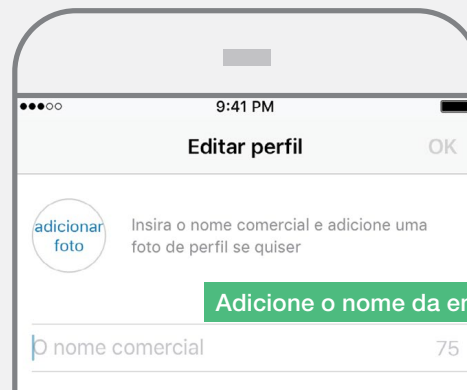 9:41 PM
Editar perfil
OK
adicionar
foto
Insira o nome comercial e adicione uma
foto de perfil se quiser
Adicione o nome da
O nome comercial
75